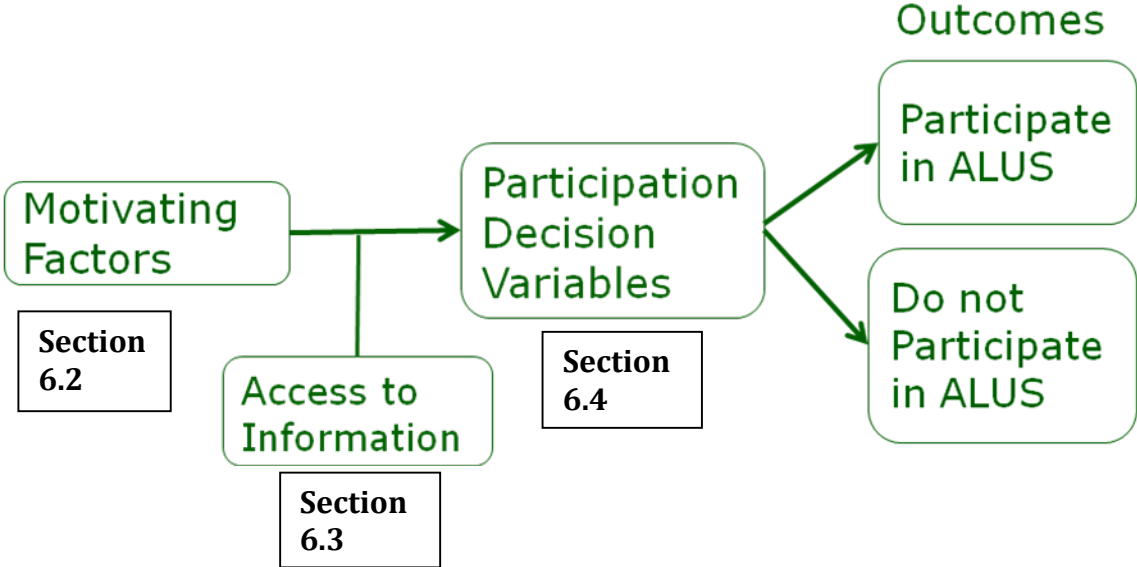 Outcomes
Participate
in ALUS
Participation
Decision
Variables
Motivating
Factors
Do not
Participate
in ALUS
Section
6.2
Section
6.4
Access to
Information
Section
6.3